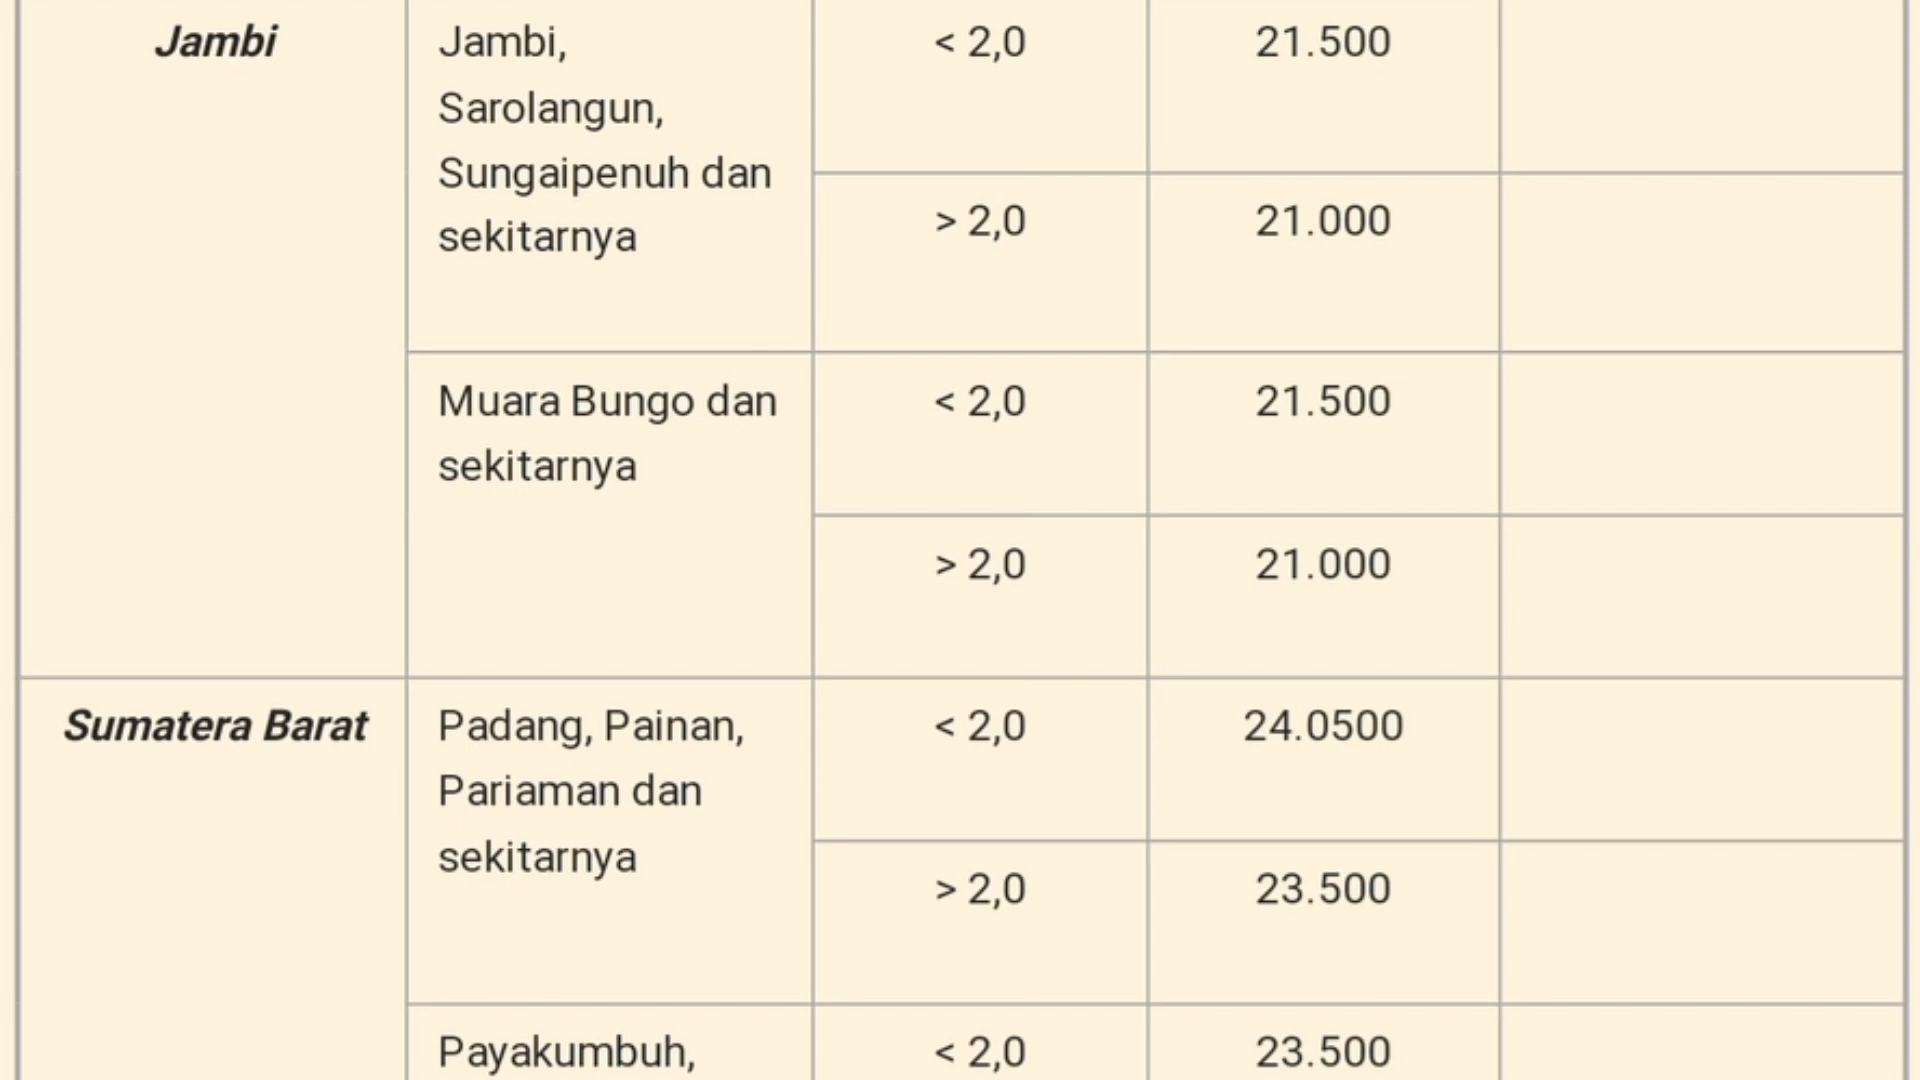 Jambi
Jambi,
Sarolangun,
Sungaipenuh dan
sekitarnya
< 2,0
21.500
> 2,0
21.000
Muara Bungo dan
sekitarnya
< 2,0
21.500
> 2,0
21.000
Sumatera Barat
Padang, Painan,
Pariaman dan
sekitarnya
< 2,0
24.0500
> 2,0
23.500
Payakumbuh,
< 2,0
23.500